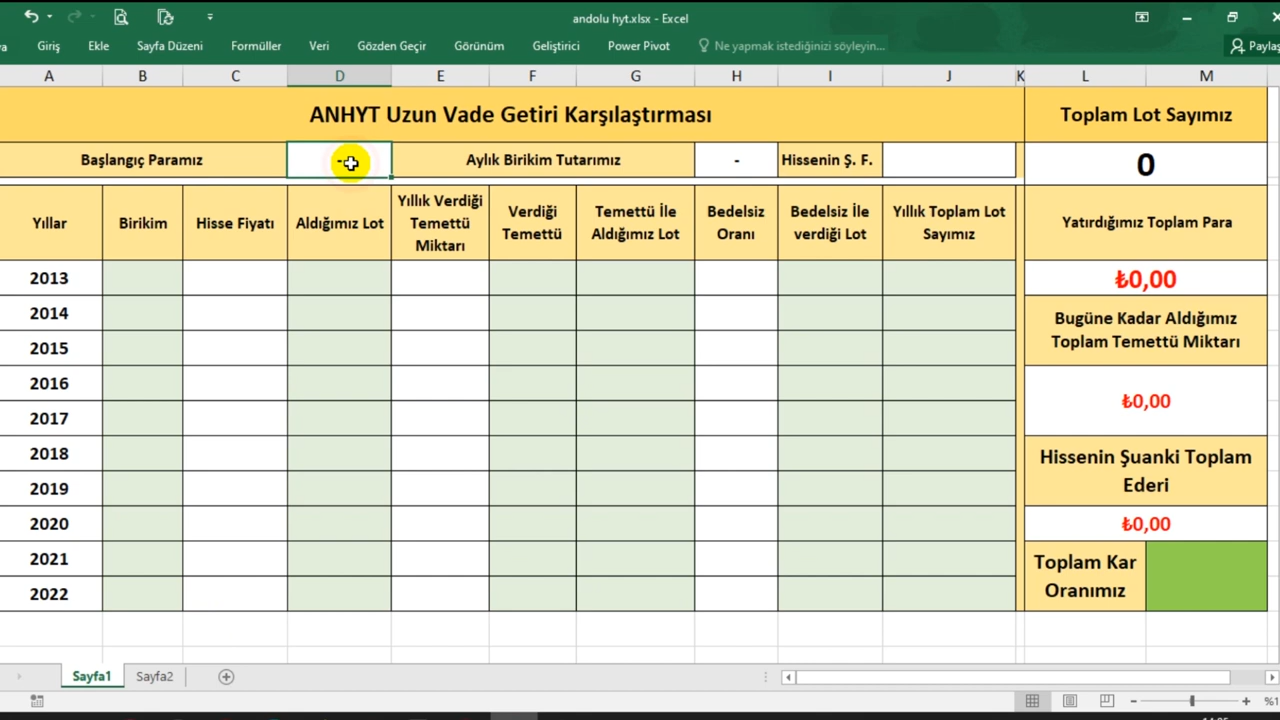 andolu hyt.xlsx - Excel
a Giriş Ekle Sayfa Düzeni Formüller Veri Gözden Geçir Görünüm Geliştirici Power Pivot Ne yapmak istediğinizi söyleyin... Paylaş
A B C D E F G H I J K L M
ANHYT Uzun Vade Getiri Karşılaştırması
Toplam Lot Sayımız
Başlangıç Paramız - Aylık Birikim Tutarımız - Hissenin Ş. F.
0
Yıllar Birikim Hisse Fiyatı Aldığımız Lot
Yıllık Verdiği
Temettü
Miktarı
Verdiği
Temettü
Temettü İle
Aldığımız Lot
Bedelsiz
Oranı
Bedelsiz İle
verdiği Lot
Yıllık Toplam Lot
Sayımız
Yatırdığımız Toplam Para
2013
₺0,00
2014
Bugüne Kadar Aldığımız
Toplam Temettü Miktarı
2015
2016
₺0,00
2017
2018
Hissenin Şuanki Toplam
Ederi
2019
2020
₺0,00
2021
Toplam Kar
Oranımız
2022
Sayfa1 Sayfa2
%1